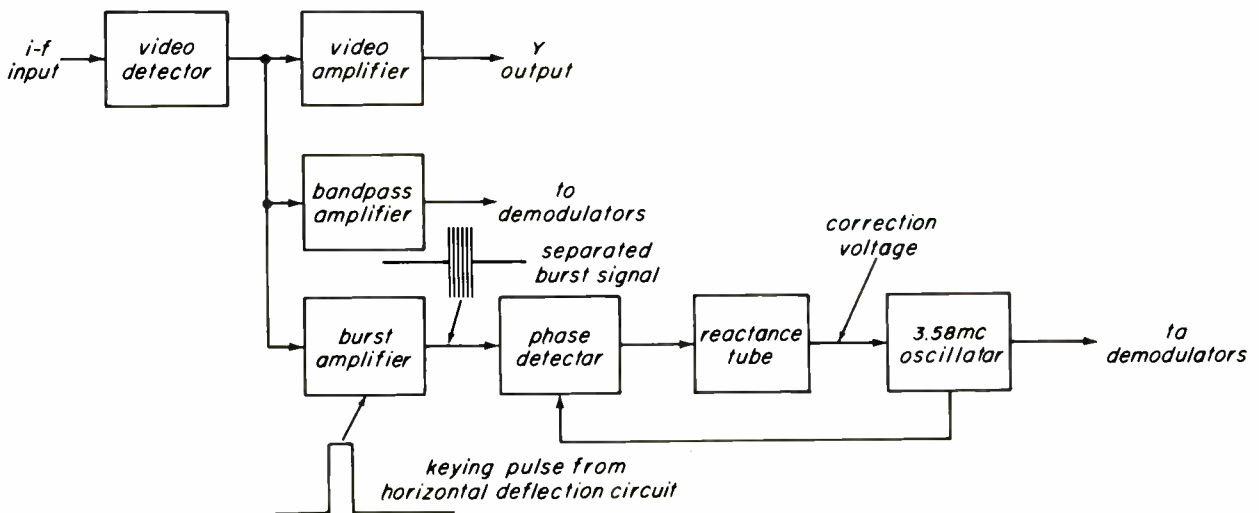 i-f
input
video
detector
video
amplifier
Y
output
bandpass
amplifier
to
demodulators
separated
burst signal
correction
voltage
burst
amplifier
phase
detector
reactance
tube
3.58mc
oscillator
ta
demodulators
keying pulse from
horizontal deflection circuit